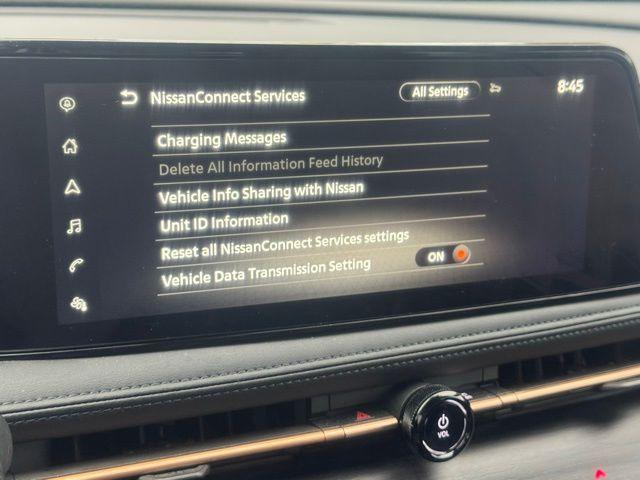 NissanConnect Services
All Settings
8:45
Charging Messages
Delete All Information Feed History
Vehicle Info Sharing with Nissan
Unit ID Information
Reset all NissanConnect Services settings
Vehicle Data Transmission Setting
ON
VOL